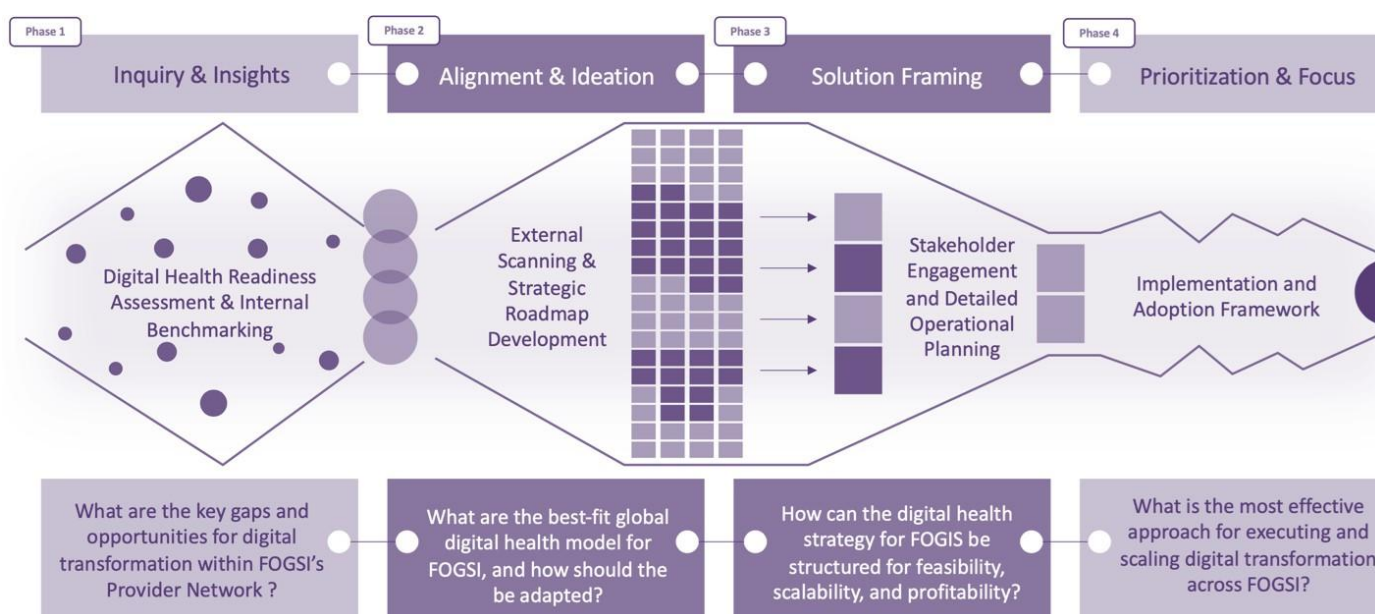 Phase 1
Phase 2
Phase 3
Phase 4
Inquiry & Insights
Alignment & Ideation
Solution Framing
Prioritization & Focus
Digital Health Readiness
Assessment & Internal
Benchmarking
External
Scanning &
Strategic
Roadmap
Development
Stakeholder
Engagement
and Detailed
Operational
Planning
Implementation and
Adoption Framework
What are the key gaps and
opportunities for digital
transformation within FOGSI's
Provider Network ?
What are the best-fit global
digital health model for
FOGSI, and how should the
be adapted?
How can the digital health
strategy for FOGIS be
structured for feasibility,
scalability, and profitability?
What is the most effective
approach for executing and
scaling digital transformation
across FOGSI?